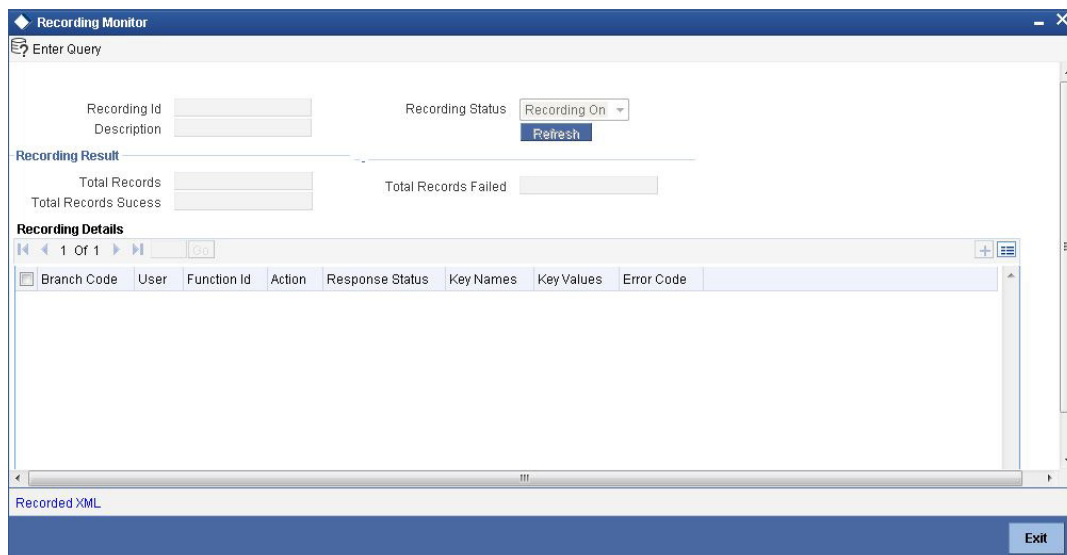 Recording Monitor
Enter Query
Recording Id
Recording Status Recording On
Description
Refresh
Recording Result
Total Records
Total Records Failed
Total Records Sucess
Recording Details
1 Of 1 Go
Branch Code User Function Id Action Response Status Key Names Key Values Error Code
Recorded XML
Exit